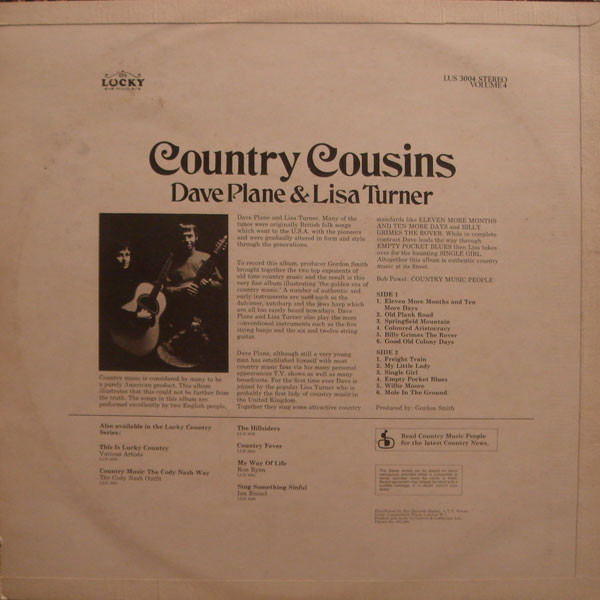 LOCKY
LUS 3004 STEREO
VOLUME 4
Country Cousins
Dave Plane & Lisa Turner
Country music is considered by many to be
a purely American product. This album
illustrates that this could not be further from
the truth. The songs in this album are
performed excellently by two English people,
Dave Plane and Lisa Turner. Many of the
tunes were originally British folk songs
which went to the U.S.A. with the pioneers
and were gradually altered in form and style
through the generations.
To record this album, producer Gordon Smith
brought together the two top exponents of
old time country music and the result is this
very fine album illustrating 'the golden era of
country music.' A number of authentic and
early instruments are used such as the
dulcimer, autoharp and the jews harp which
are all too rarely heard nowadays. Dave
Plane and Lisa Turner also play the more
conventional instruments such as the five
string banjo and the six and twelve string
guitar.
Dave Plane, although still a very young
man has established himself with most
country music fans via his many personal
appearances T.V. shows as well as many
broadcasts. For the first time ever Dave is
joined by the popular Lisa Turner who is
probably the first lady of country music in
the United Kingdom.
Together they sing some attractive country
standards like ELEVEN MORE MONTHS
AND TEN MORE DAYS and BILLY
GRIMES THE ROVER. While in complete
contrast Dave leads the way through
EMPTY POCKET BLUES then Lisa takes
over for the haunting SINGLE GIRL.
Altogether this album is authentic country
music at its finest.
Bob Powel: COUNTRY MUSIC PEOPLE
SIDE 1
1. Eleven More Months and Ten
More Days
2. Old Plank Road
3. Springfield Mountain
4. Coloured Aristocracy
5. Billy Grimes The Rover
6. Good Old Colony Days
SIDE 2
1. Freight Train
2. My Little Lady
3. Single Girl
4. Empty Pocket Blues
5. Willie Moore
6. Mole In The Ground
Produced by: Gordon Smith
Also available in the Lucky Country
Series:
This Is Lucky Country
Various Artists
Country Music The Cody Nash Way
The Cody Nash Outfit
The Hillsiders
Country Fever
My Way Of Life
Ron Ryan
Sing Something Sinful
Jon
Read Country Music People
for the latest Country News.